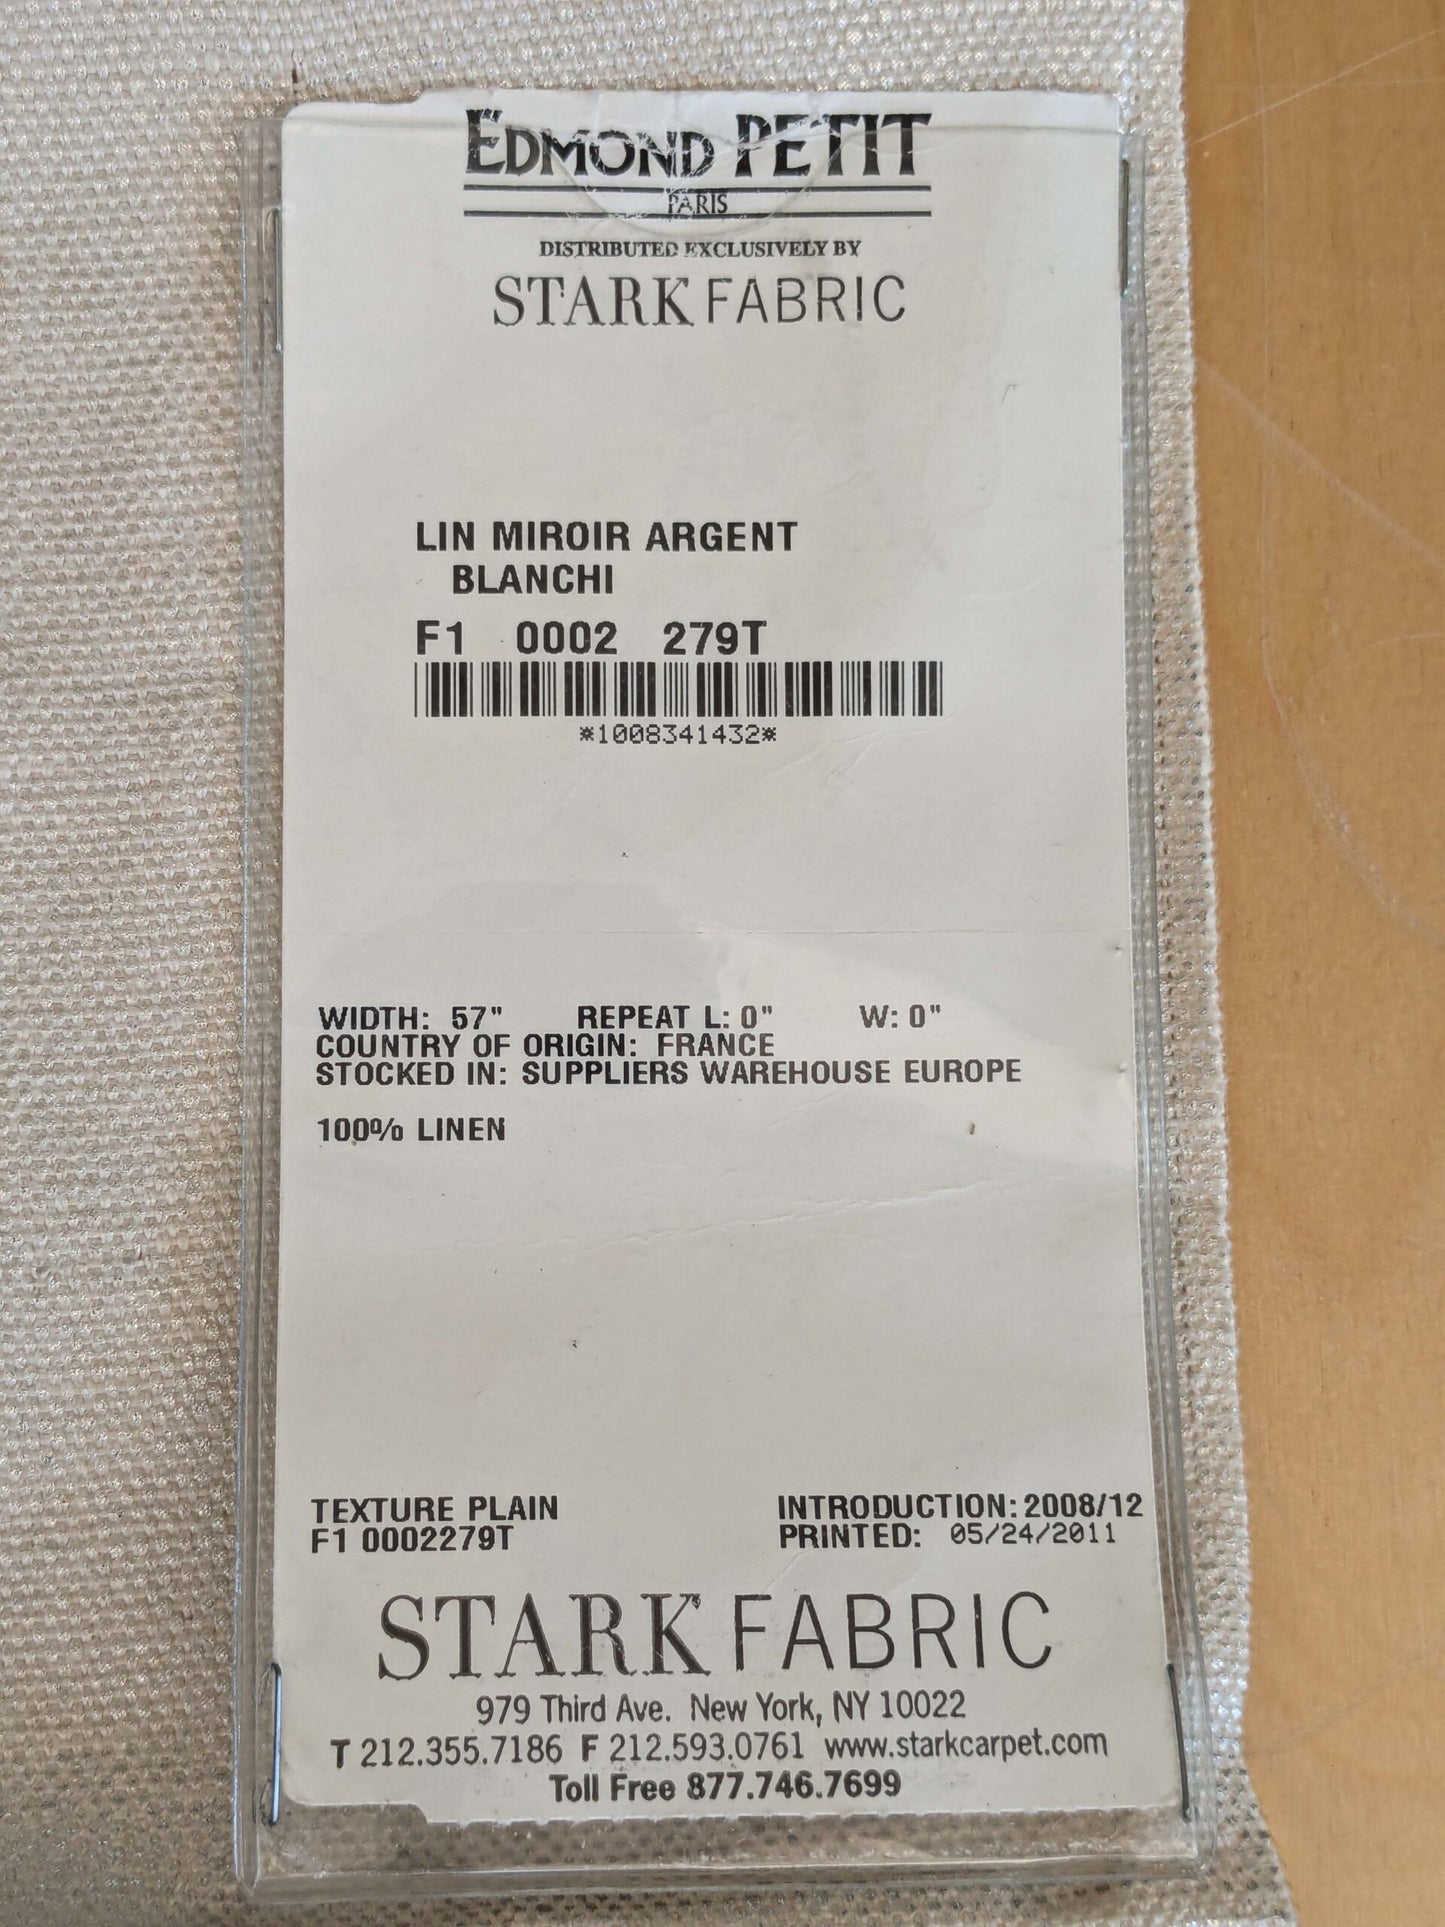 EDMOND PETIT
PARIS
DISTRIBUTED EXCLUSIVELY BY
STARK FABRIC
LIN MIROIR ARGENT
BLANCHI
F1 0002 279T
*1008341432*
WIDTH: 57" REPEAT L: 0" W: 0"
COUNTRY OF ORIGIN: FRANCE
STOCKED IN: SUPPLIERS WAREHOUSE EUROPE
100% LINEN
TEXTURE PLAIN INTRODUCTION: 2008/12
F1 0002279T PRINTED: 05/24/2011
STARK FABRIC
979 Third Ave. New York, NY 10022
T 212.355.7186 F 212.593.0761 www.starkcarpet.com
Toll Free 877.746.7699